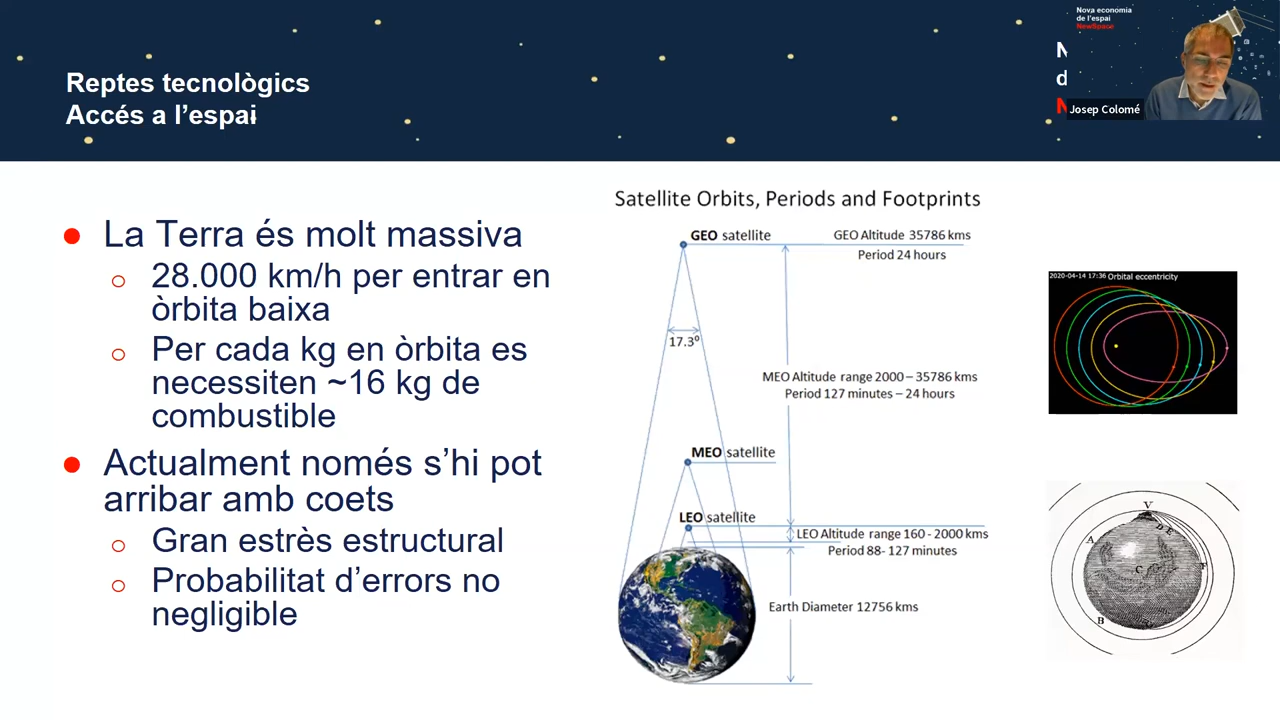 Reptes tecnològics
Accés a l’espai
Nova economia
de l’espai
NewSpace
N
d
N
Josep Colomé
La Terra és molt massiva
28.000 km/h per entrar en
òrbita baixa
Per cada kg en òrbita es
necessiten ~16 kg de
combustible
Actualment només s’hi pot
arribar amb coets
Gran estrès estructural
Probabilitat d’errors no
negligible
Satellite Orbits, Periods and Footprints
GEO satellite
GEO Altitude 35786 kms
Period 24 hours
17.3⁰
MEO Altitude range 2000 – 35786 kms
Period 127 minutes – 24 hours
MEO satellite
LEO satellite
LEO Altitude range 160 - 2000 kms
Period 88- 127 minutes
Earth Diameter 12756 kms
2020-04-14 17:36 Orbital eccentricity
V
D
E
A
C
F
B